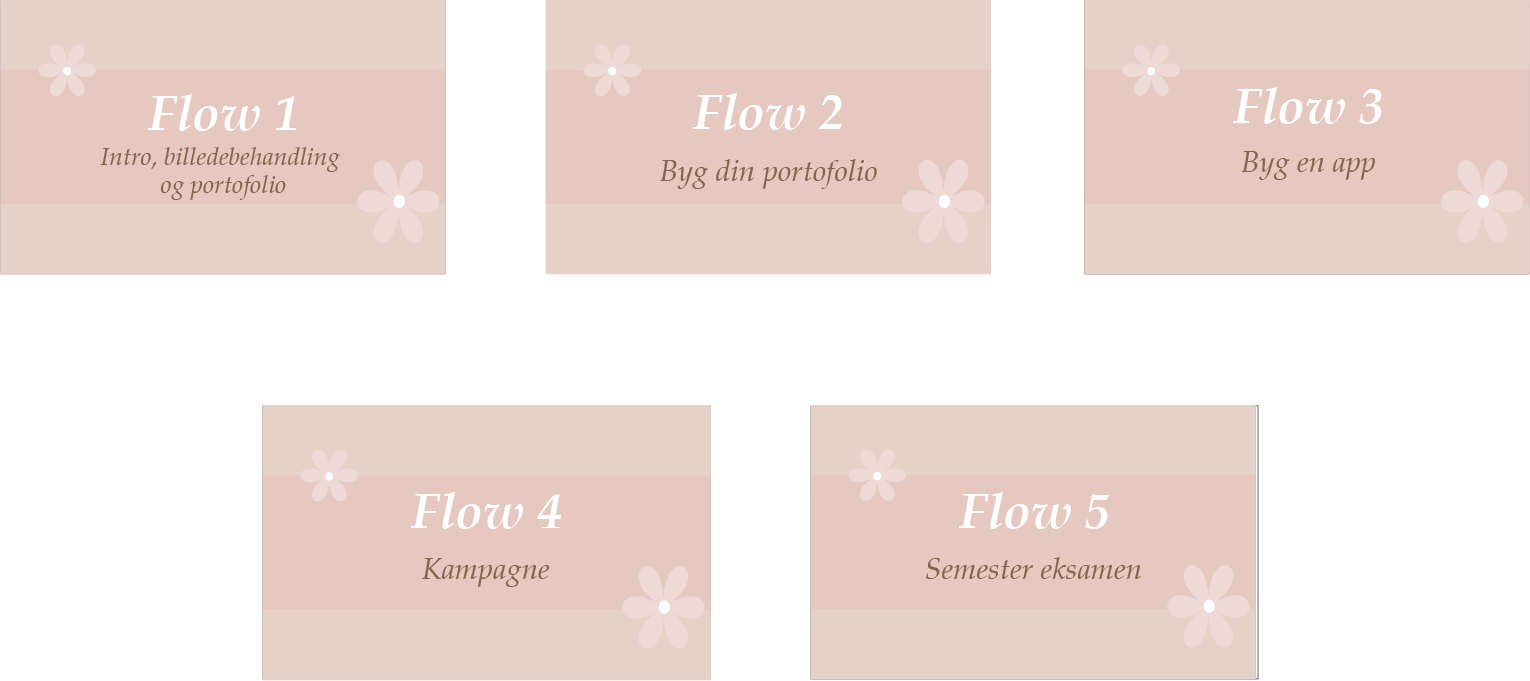 Flow 1
Intro, billedebehandling
og portofolio
Flow 2
Byg din portofolio
Flow 3
Byg en app
Flow 4
Kampagne
Flow 5
Semester eksamen